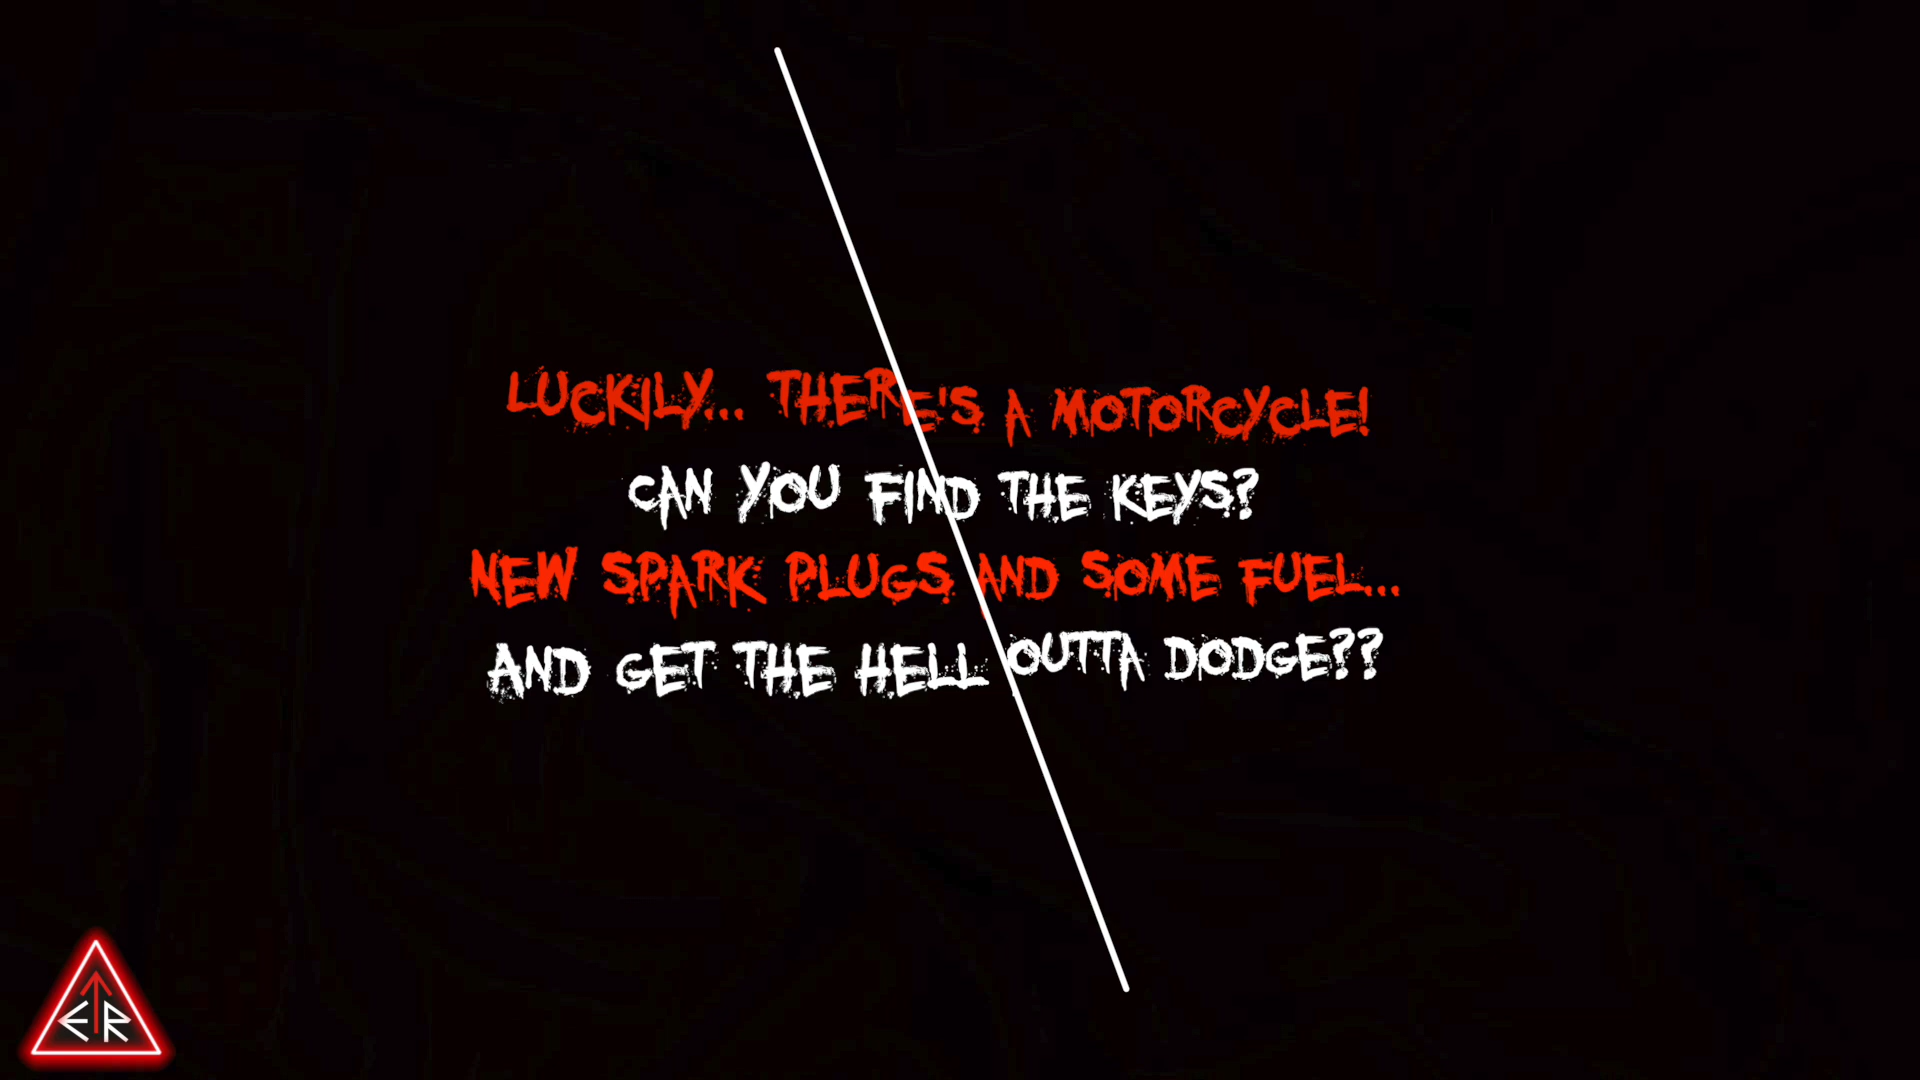 LUCKILY... THERE'S A MOTORCYCLE!
CAN YOU FIND THE KEYS?
NEW SPARK PLUGS AND SOME FUEL...
AND GET THE HELL OUTTA DODGE??
ER